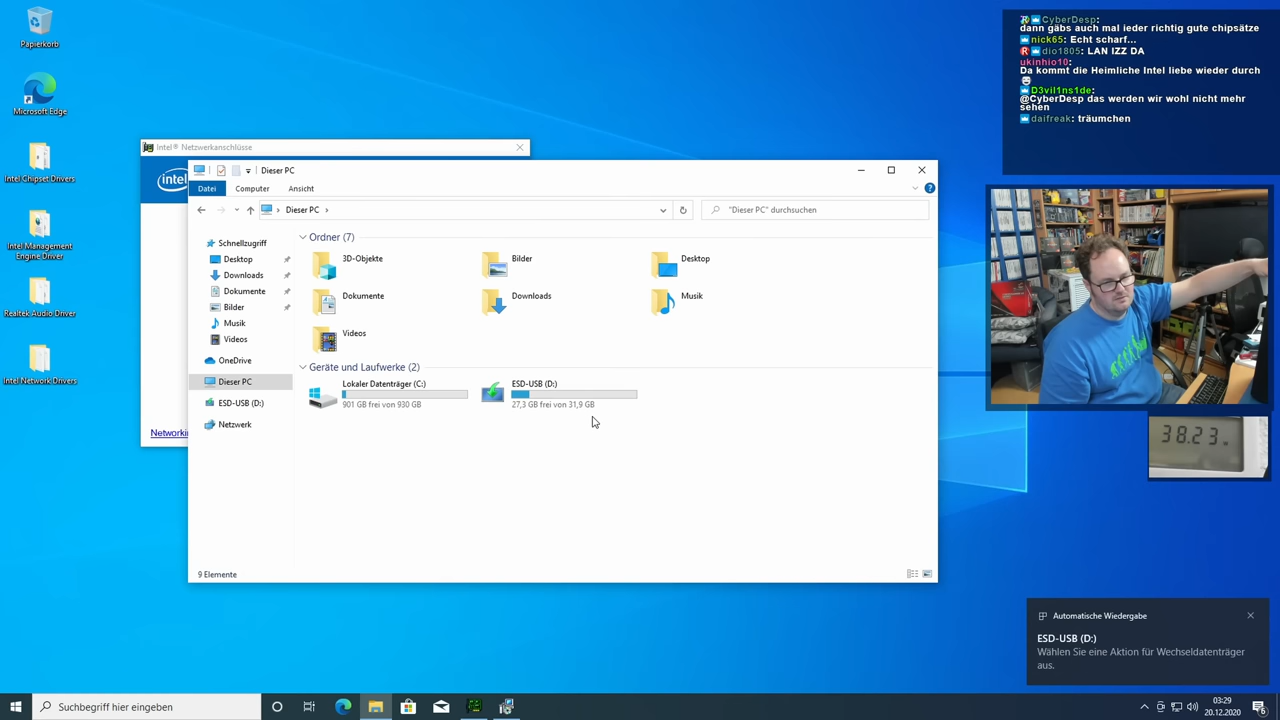 Papierkorb
Microsoft Edge
Intel Chipset Drivers
Intel Management
Engine Driver
Realtek Audio Driver
Intel Network Drivers
Intel® Netzwerkanschlüsse
intel
Networki
Dieser PC
Datei
Computer
Ansicht
Dieser PC
"Dieser PC" durchsuchen
Schnellzugriff
Desktop
Downloads
Dokumente
Bilder
Musik
Videos
OneDrive
Dieser PC
ESD-USB (D:)
Netzwerk
Ordner (7)
3D-Objekte
Bilder
Desktop
Dokumente
Downloads
Musik
Videos
Geräte und Laufwerke (2)
Lokaler Datenträger (C:)
901 GB frei von 930 GB
ESD-USB (D:)
27,3 GB frei von 31,9 GB
9 Elemente
CyberDesp:
dann gäbs auch mal ieder richtig gute chipsätze
nick65: Echt scharf...
dio1805: LAN IZZ DA
ukinhio10:
Da kommt die Heimliche Intel liebe wieder durch
D3vil1ns1de:
@CyberDesp das werden wir wohl nicht mehr
sehen
daifreak: träumchen
38.23
Automatische Wiedergabe
ESD-USB (D:)
Wählen Sie eine Aktion für Wechseldatenträger
aus.
Suchbegriff hier eingeben
03:29
20.12.2020
6